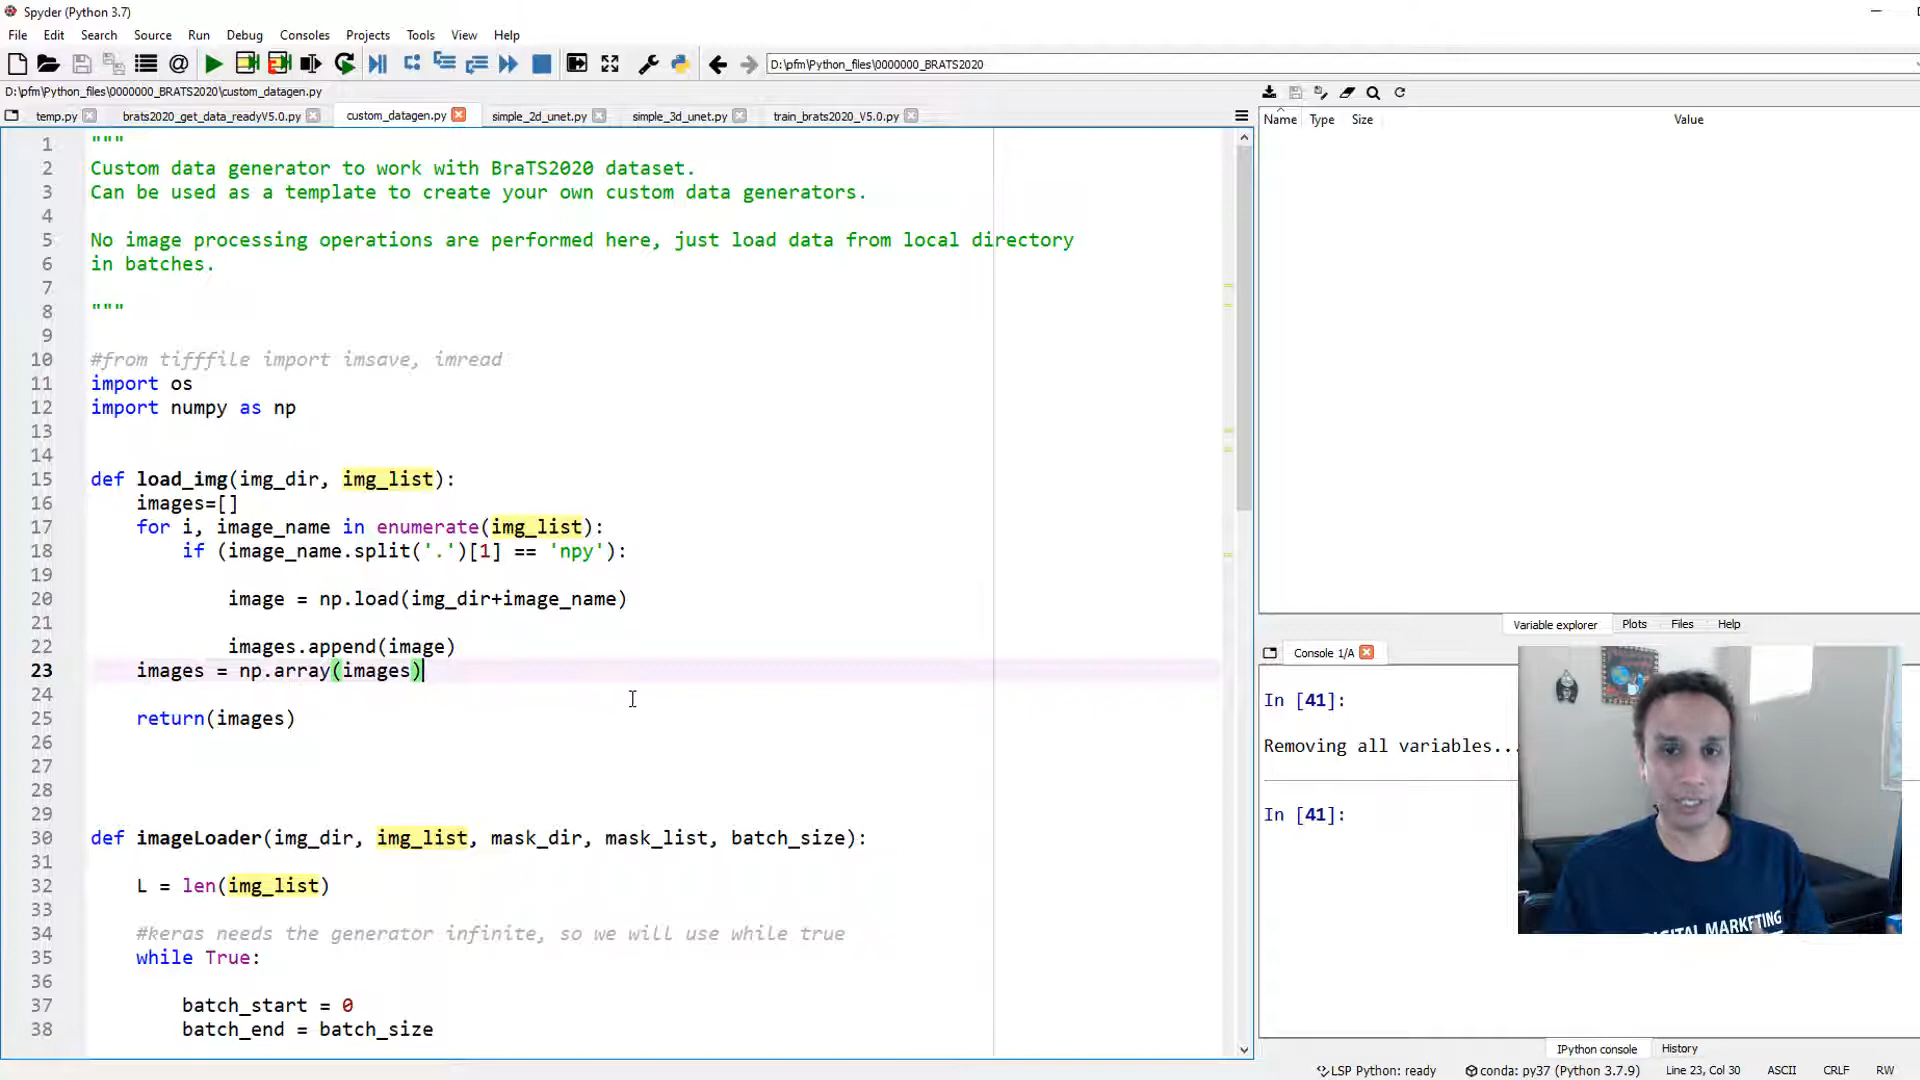 Spyder (Python 3.7)
File Edit Search Source Run Debug Consoles Projects Tools View Help
D:\pfm\Python_files\0000000_BRATS2020
D:\pfm\Python_files\0000000_BRATS2020\custom_datagen.py
temp.py brats2020_get_data_readyV5.0.py custom_datagen.py simple_2d_unet.py simple_3d_unet.py train_brats2020_V5.0.py
Name Type Size Value
1 """
2 Custom data generator to work with BraTS2020 dataset.
3 Can be used as a template to create your own custom data generators.
4
5 No image processing operations are performed here, just load data from local directory
6 in batches.
7
8 """
9
10 #from tifffile import imsave, imread
11 import os
12 import numpy as np
13
14
15 def load_img(img_dir, img_list):
16 images=[]
17 for i, image_name in enumerate(img_list):
18 if (image_name.split('.')[1] == 'npy'):
19
20 image = np.load(img_dir+image_name)
21
22 images.append(image)
23 images = np.array(images)
24
25 return(images)
26
27
28
29
30 def imageLoader(img_dir, img_list, mask_dir, mask_list, batch_size):
31
32 L = len(img_list)
33
34 #keras needs the generator infinite, so we will use while true
35 while True:
36
37 batch_start = 0
38 batch_end = batch_size
Variable explorer Plots Files Help
Console 1/A
In [41]:
Removing all variables...
In [41]:
DIGITAL MARKETING
IPython console History
LSP Python: ready conda: py37 (Python 3.7.9) Line 23, Col 30 ASCII CRLF RW